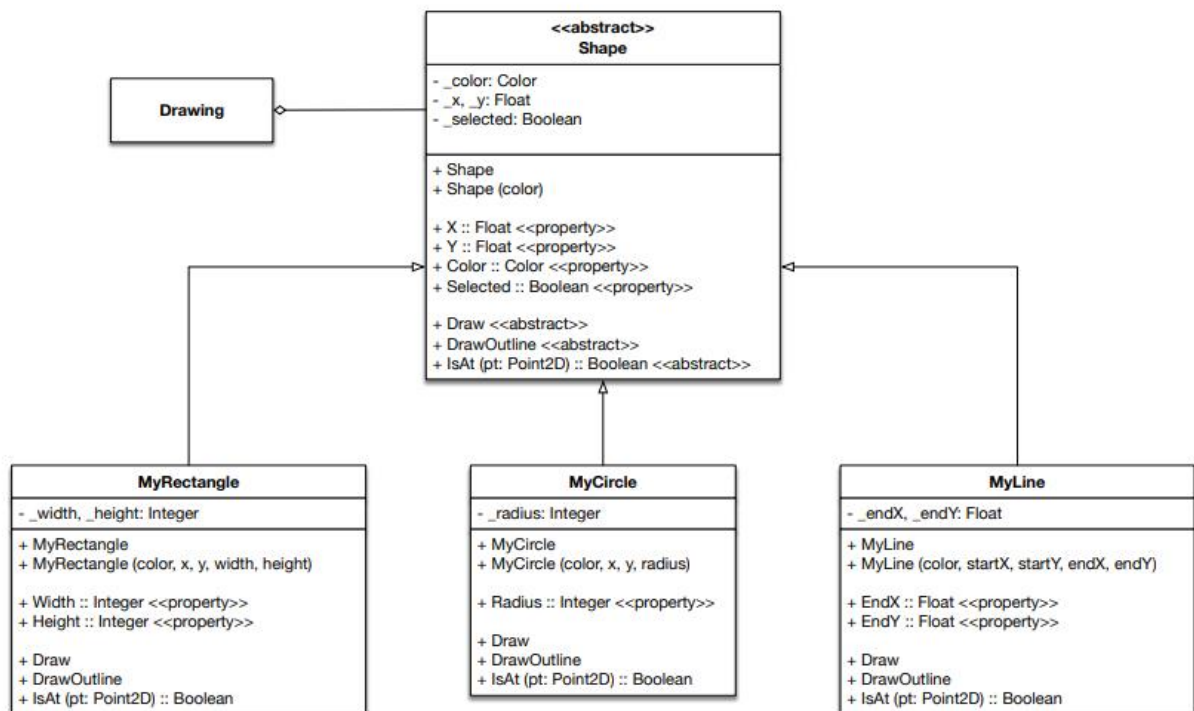 <<abstract>>
Shape
- _color: Color
- _x, _y: Float
- _selected: Boolean
+ Shape
+ Shape (color)
+ X :: Float <<property>>
+ Y :: Float <<property>>
+ Color :: Color <<property>>
+ Selected :: Boolean <<property>>
+ Draw <<abstract>>
+ DrawOutline <<abstract>>
+ IsAt (pt: Point2D) :: Boolean <<abstract>>
Drawing
MyRectangle
- _width, _height: Integer
+ MyRectangle
+ MyRectangle (color, x, y, width, height)
+ Width :: Integer <<property>>
+ Height :: Integer <<property>>
+ Draw
+ DrawOutline
+ IsAt (pt: Point2D) :: Boolean
MyCircle
- _radius: Integer
+ MyCircle
+ MyCircle (color, x, y, radius)
+ Radius :: Integer <<property>>
+ Draw
+ DrawOutline
+ IsAt (pt: Point2D) :: Boolean
MyLine
- _endX, _endY: Float
+ MyLine
+ MyLine (color, startX, startY, endX, endY)
+ EndX :: Float <<property>>
+ EndY :: Float <<property>>
+ Draw
+ DrawOutline
+ IsAt (pt: Point2D) :: Boolean